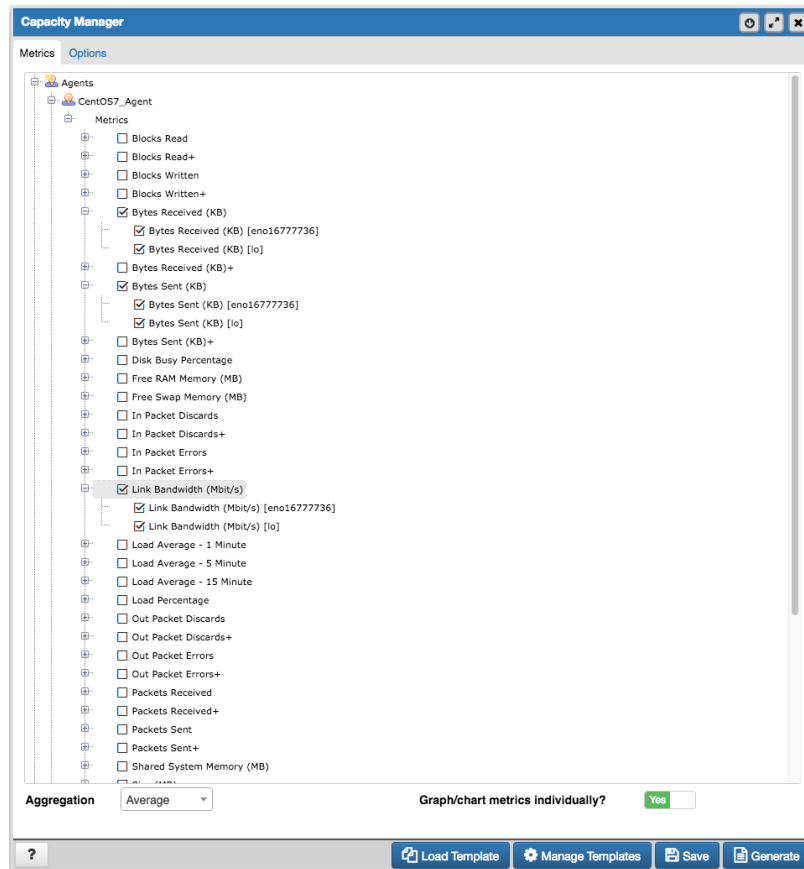 Capacity Manager
Metrics Options
Agents
CentOS7_Agent
Metrics
Blocks Read
Blocks Read+
Blocks Written
Blocks Written+
Bytes Received (KB)
Bytes Received (KB) [eno16777736]
Bytes Received (KB) [lo]
Bytes Received (KB)+
Bytes Sent (KB)
Bytes Sent (KB) [eno16777736]
Bytes Sent (KB) [lo]
Bytes Sent (KB)+
Disk Busy Percentage
Free RAM Memory (MB)
Free Swap Memory (MB)
In Packet Discards
In Packet Discards+
In Packet Errors
In Packet Errors+
Link Bandwidth (Mbit/s)
Link Bandwidth (Mbit/s) [eno16777736]
Link Bandwidth (Mbit/s) [lo]
Load Average - 1 Minute
Load Average - 5 Minute
Load Average - 15 Minute
Load Percentage
Out Packet Discards
Out Packet Discards+
Out Packet Errors
Out Packet Errors+
Packets Received
Packets Received+
Packets Sent
Packets Sent+
Shared System Memory (MB)
Aggregation Average Graph/chart metrics individually? Yes
? Load Template Manage Templates Save Generate